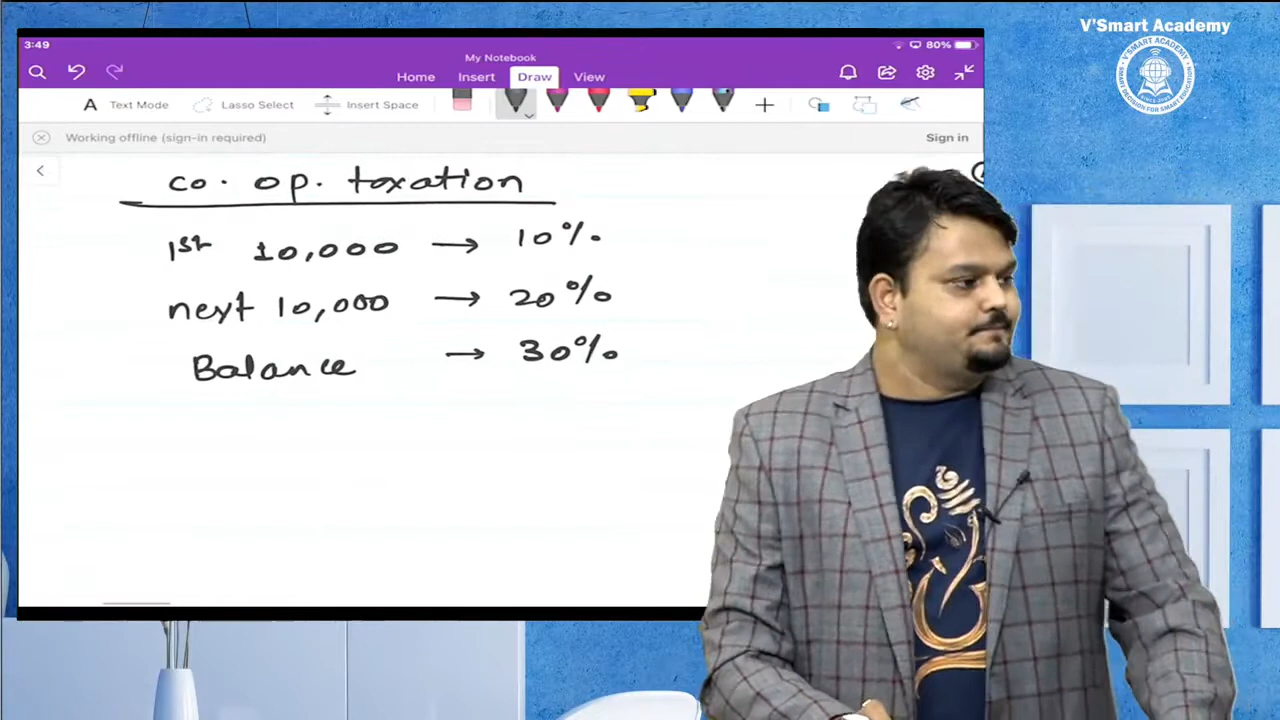 V'Smart Academy
3:49
80%
My Notebook
Home Insert Draw View
Text Mode Lasso Select Insert Space
Working offline (sign-in required) Sign in
co. op. taxation
1st 10,000 → 10%
next 10,000 → 20%
Balance → 30%